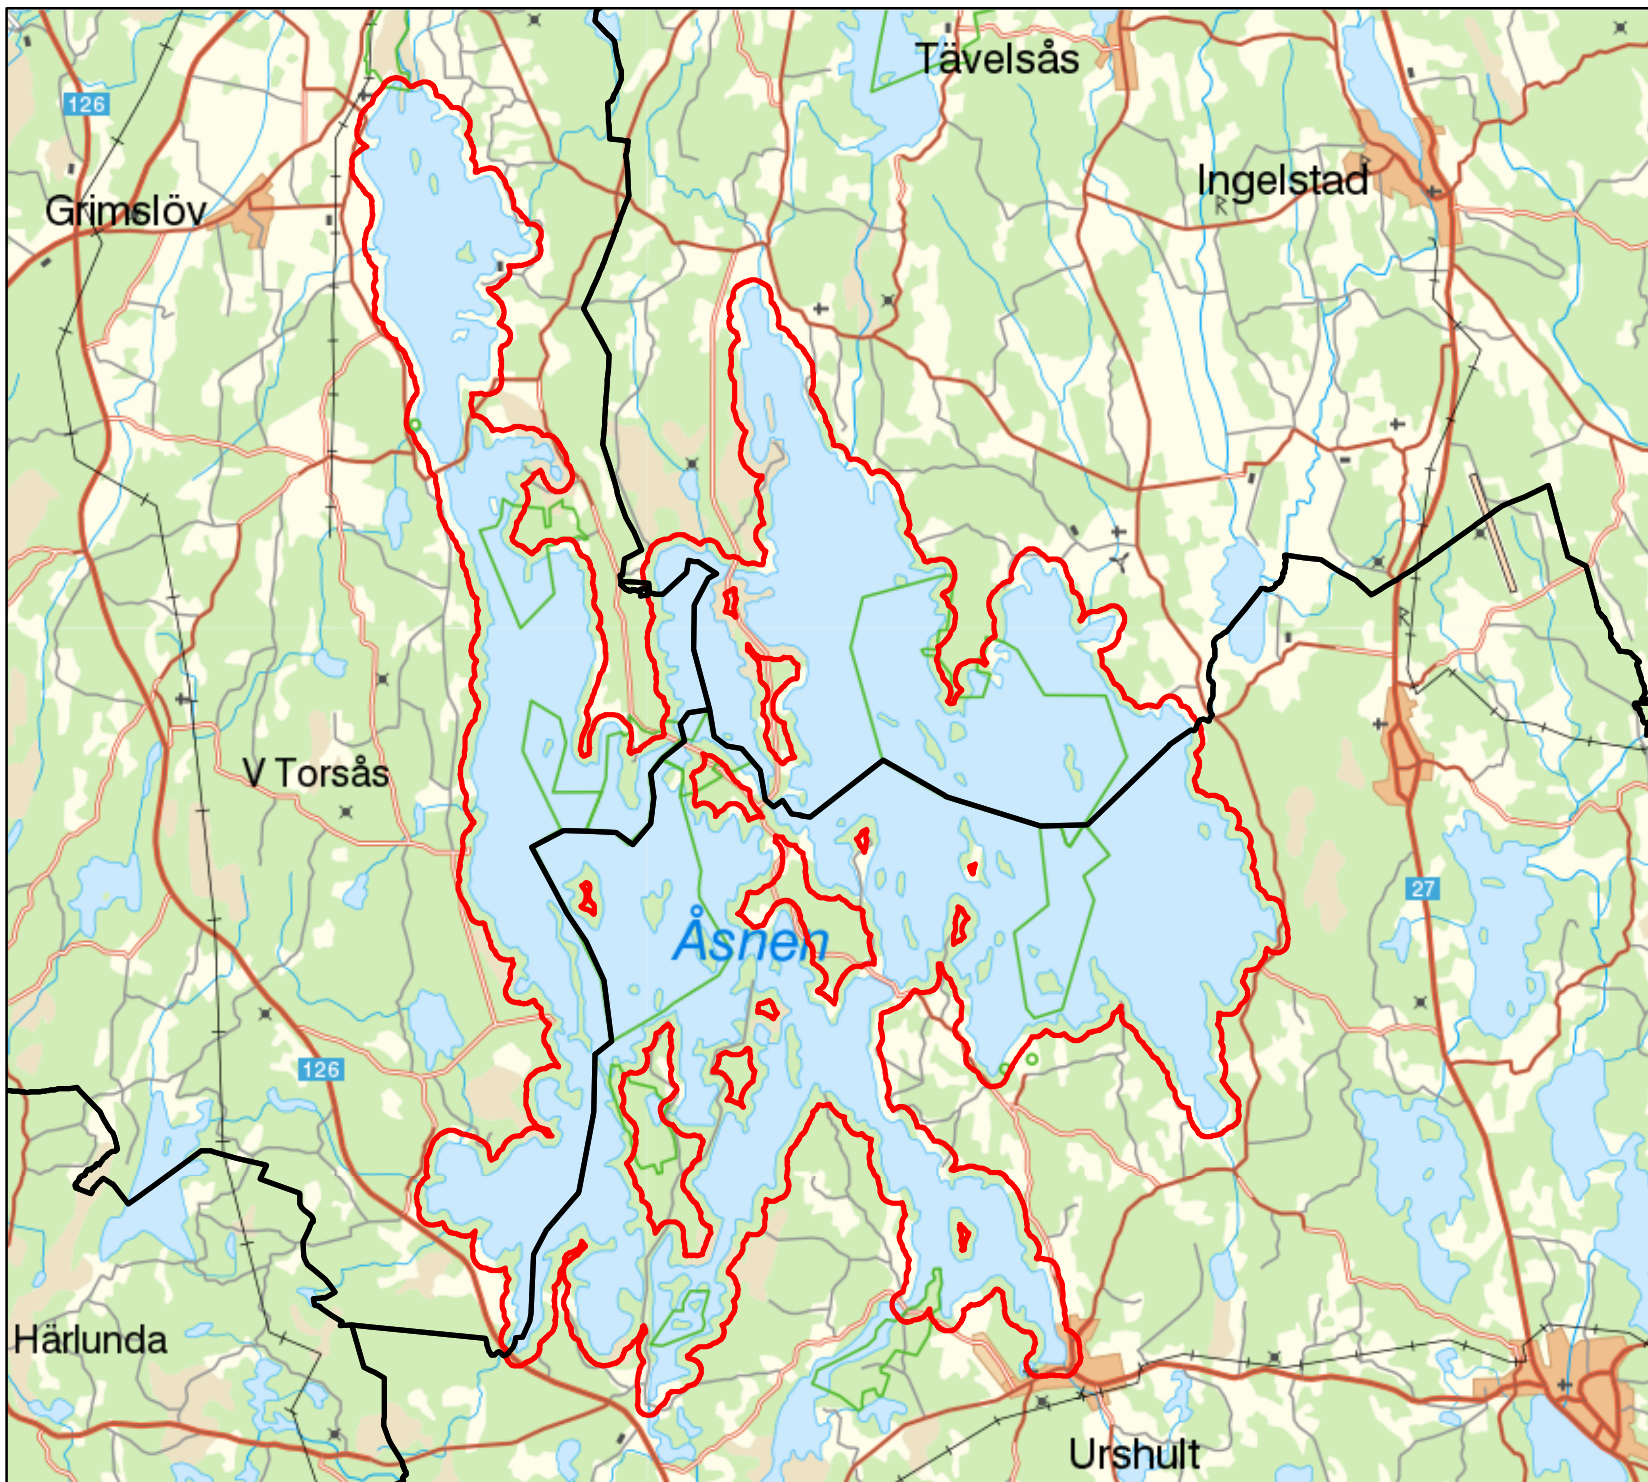 Tävelsås
126
Ingelstad
Grimslöv
V Torsås
27
Åsnen
126
Härlunda
Urshult